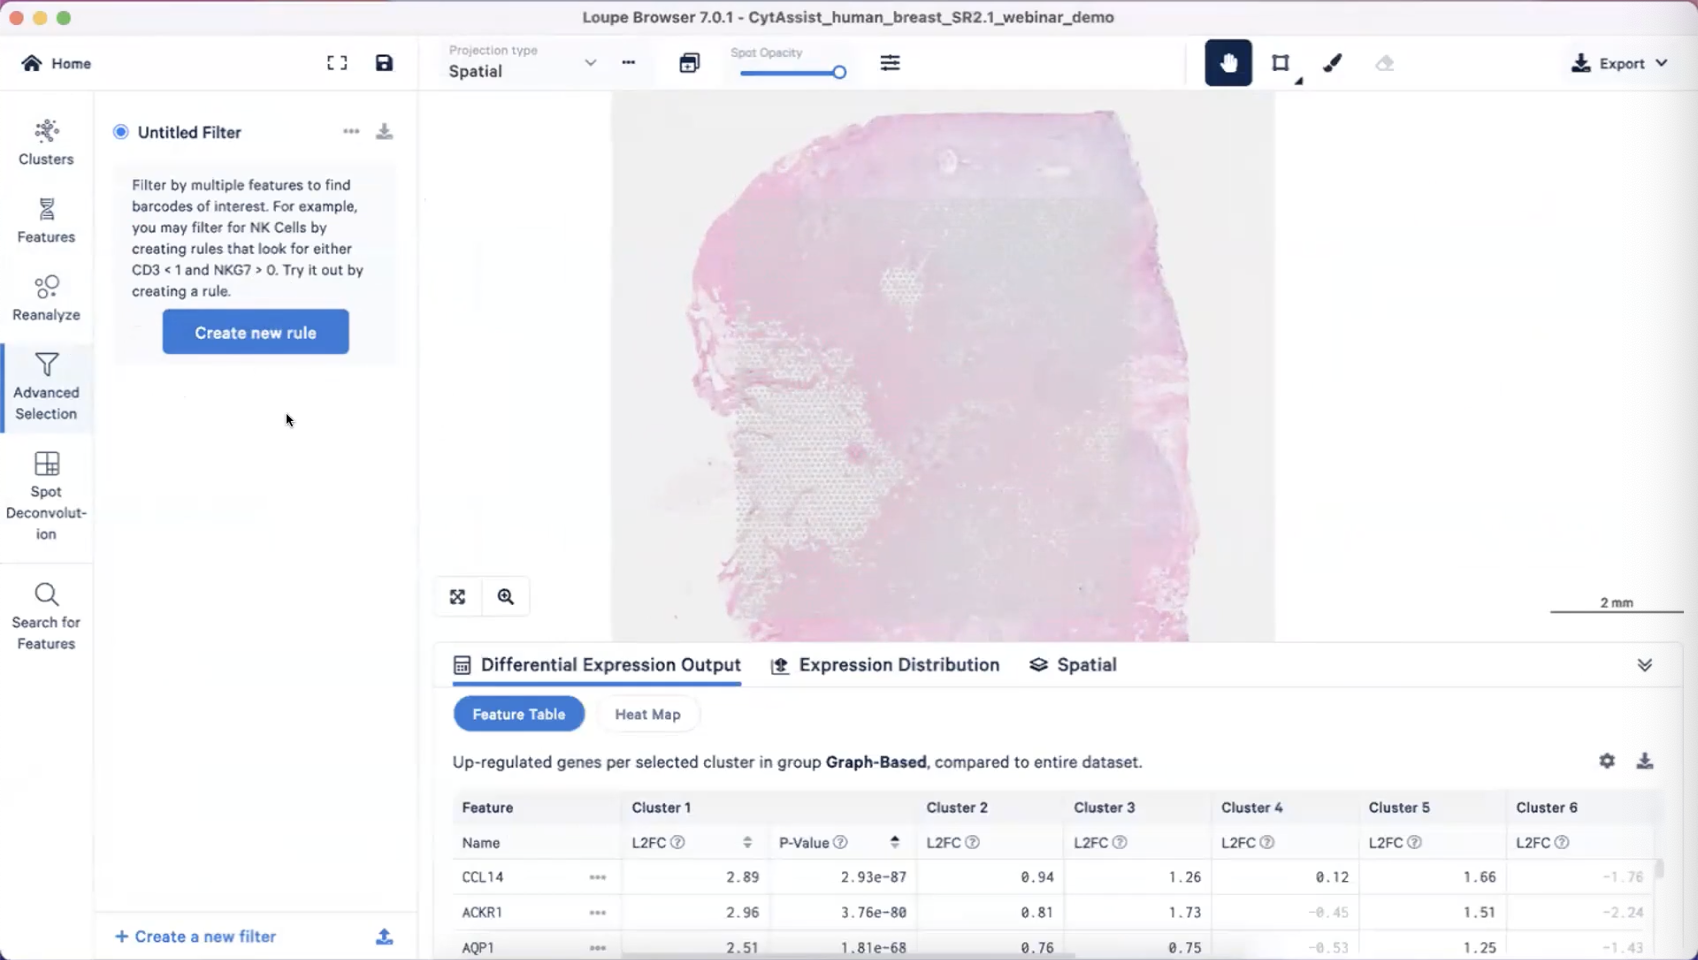 Loupe Browser 7.0.1 - CytAssist_human_breast_SR2.1_webinar_demo
Home
Projection type
Spatial
Spot Opacity
Export
Clusters
Features
Reanalyze
Advanced
Selection
Spot
Deconvolut-
ion
Search for
Features
Untitled Filter
Filter by multiple features to find
barcodes of interest. For example,
you may filter for NK Cells by
creating rules that look for either
CD3 < 1 and NKG7 > 0. Try it out by
creating a rule.
Create new rule
+ Create a new filter
2 mm
Differential Expression Output Expression Distribution Spatial
Feature Table Heat Map
Up-regulated genes per selected cluster in group Graph-Based, compared to entire dataset.
Feature Cluster 1 Cluster 2 Cluster 3 Cluster 4 Cluster 5 Cluster 6
Name L2FC P-Value L2FC L2FC L2FC L2FC L2FC
CCL14 2.89 2.93e-87 0.94 1.26 0.12 1.66 -1.76
ACKR1 2.96 3.76e-80 0.81 1.73 -0.45 1.51 -2.24
AQP1 2.51 1.81e-68 0.76 0.75 -0.53 1.25 -1.43